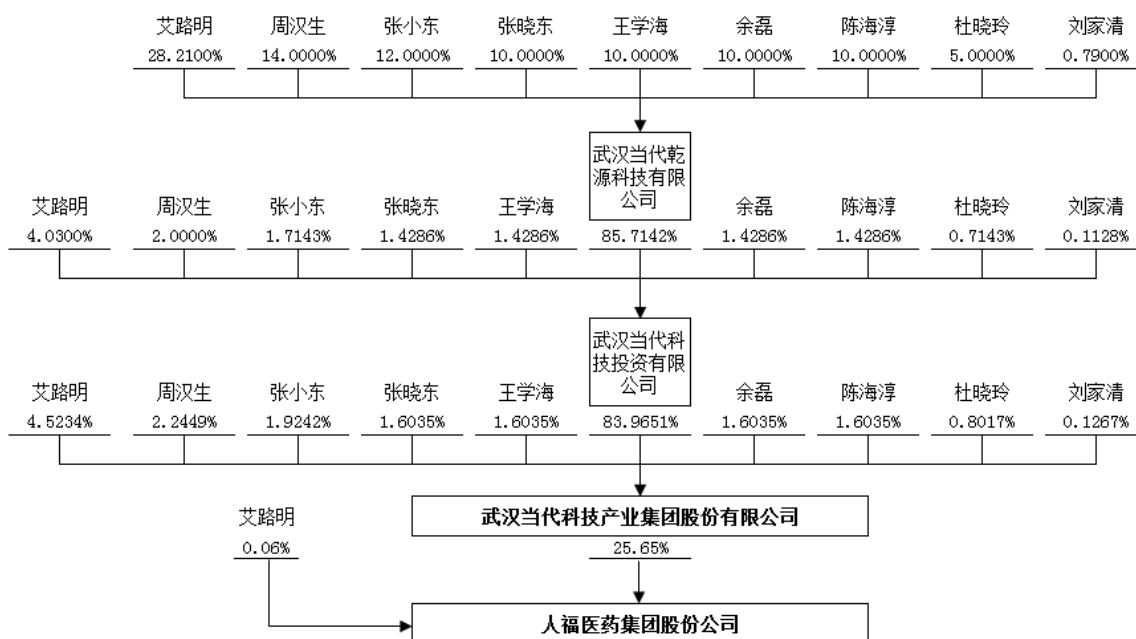 艾路明 周汉生 张小东 张晓东 王学海 余磊 陈海淳 杜晓玲 刘家清
28.2100% 14.0000% 12.0000% 10.0000% 10.0000% 10.0000% 10.0000% 5.0000% 0.7900%
武汉当代乾
源科技有限
公司
艾路明 周汉生 张小东 张晓东 王学海 余磊 陈海淳 杜晓玲 刘家清
4.0300% 2.0000% 1.7143% 1.4286% 1.4286% 85.7142% 1.4286% 1.4286% 0.7143% 0.1128%
武汉当代科
技投资有限
公司
艾路明 周汉生 张小东 张晓东 王学海 余磊 陈海淳 杜晓玲 刘家清
4.5234% 2.2449% 1.9242% 1.6035% 1.6035% 83.9651% 1.6035% 1.6035% 0.8017% 0.1267%
艾路明 武汉当代科技产业集团股份有限公司
0.06% 25.65%
人福医药集团股份公司